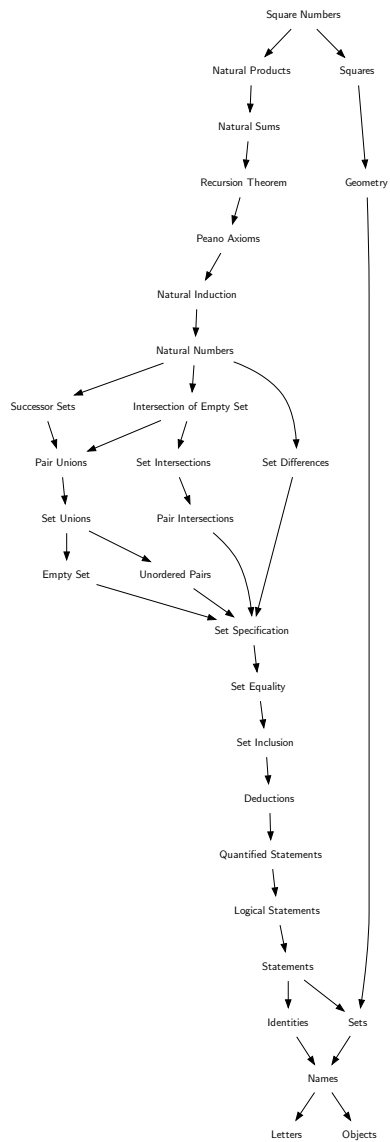 Square Numbers
Natural Products
Squares
Natural Sums
Recursion Theorem
Geometry
Peano Axioms
Natural Induction
Natural Numbers
Successor Sets
Intersection of Empty Set
Pair Unions
Set Intersections
Set Differences
Set Unions
Pair Intersections
Empty Set
Unordered Pairs
Set Specification
Set Equality
Set Inclusion
Deductions
Quantified Statements
Logical Statements
Statements
Identities
Sets
Names
Letters
Objects